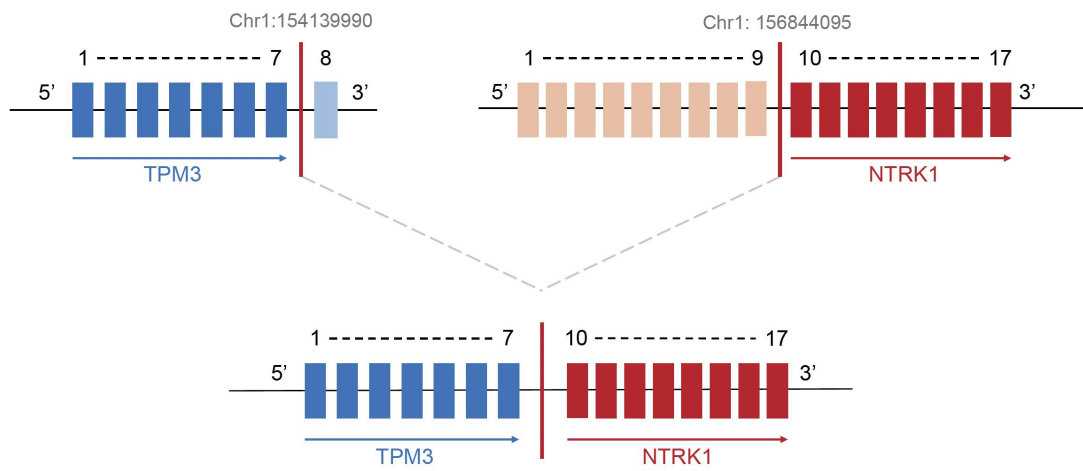 Chr1:154139990
Chr1: 156844095
1 7 8
1 9 10 17
5’ 3’
5’ 3’
TPM3
NTRK1
1 7 10 17
5’ 3’
TPM3
NTRK1